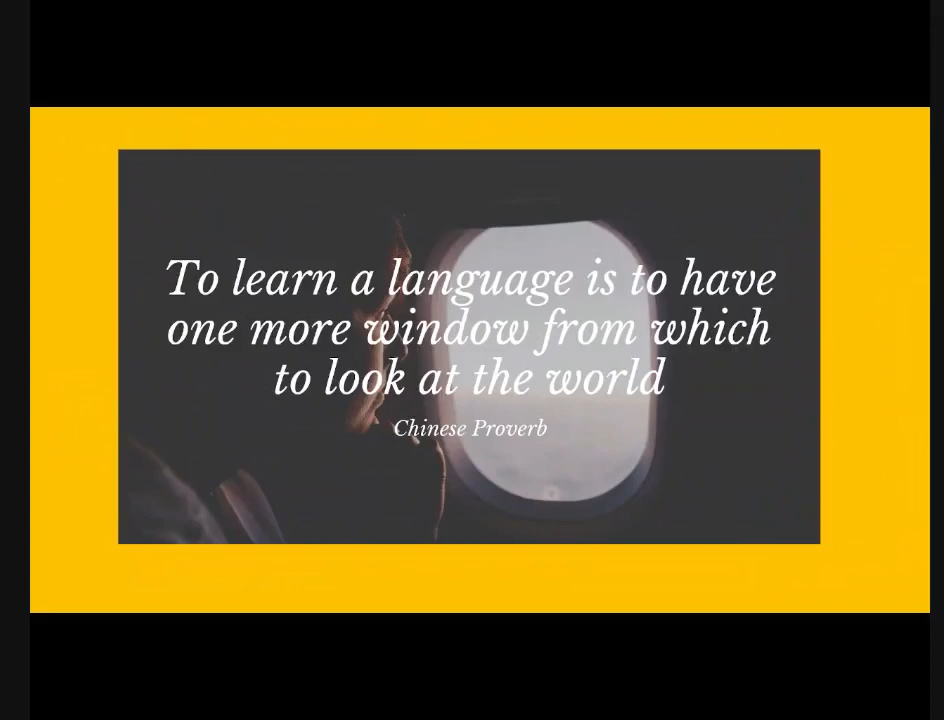 To learn a language is to have
one more window from which
to look at the world
Chinese Proverb